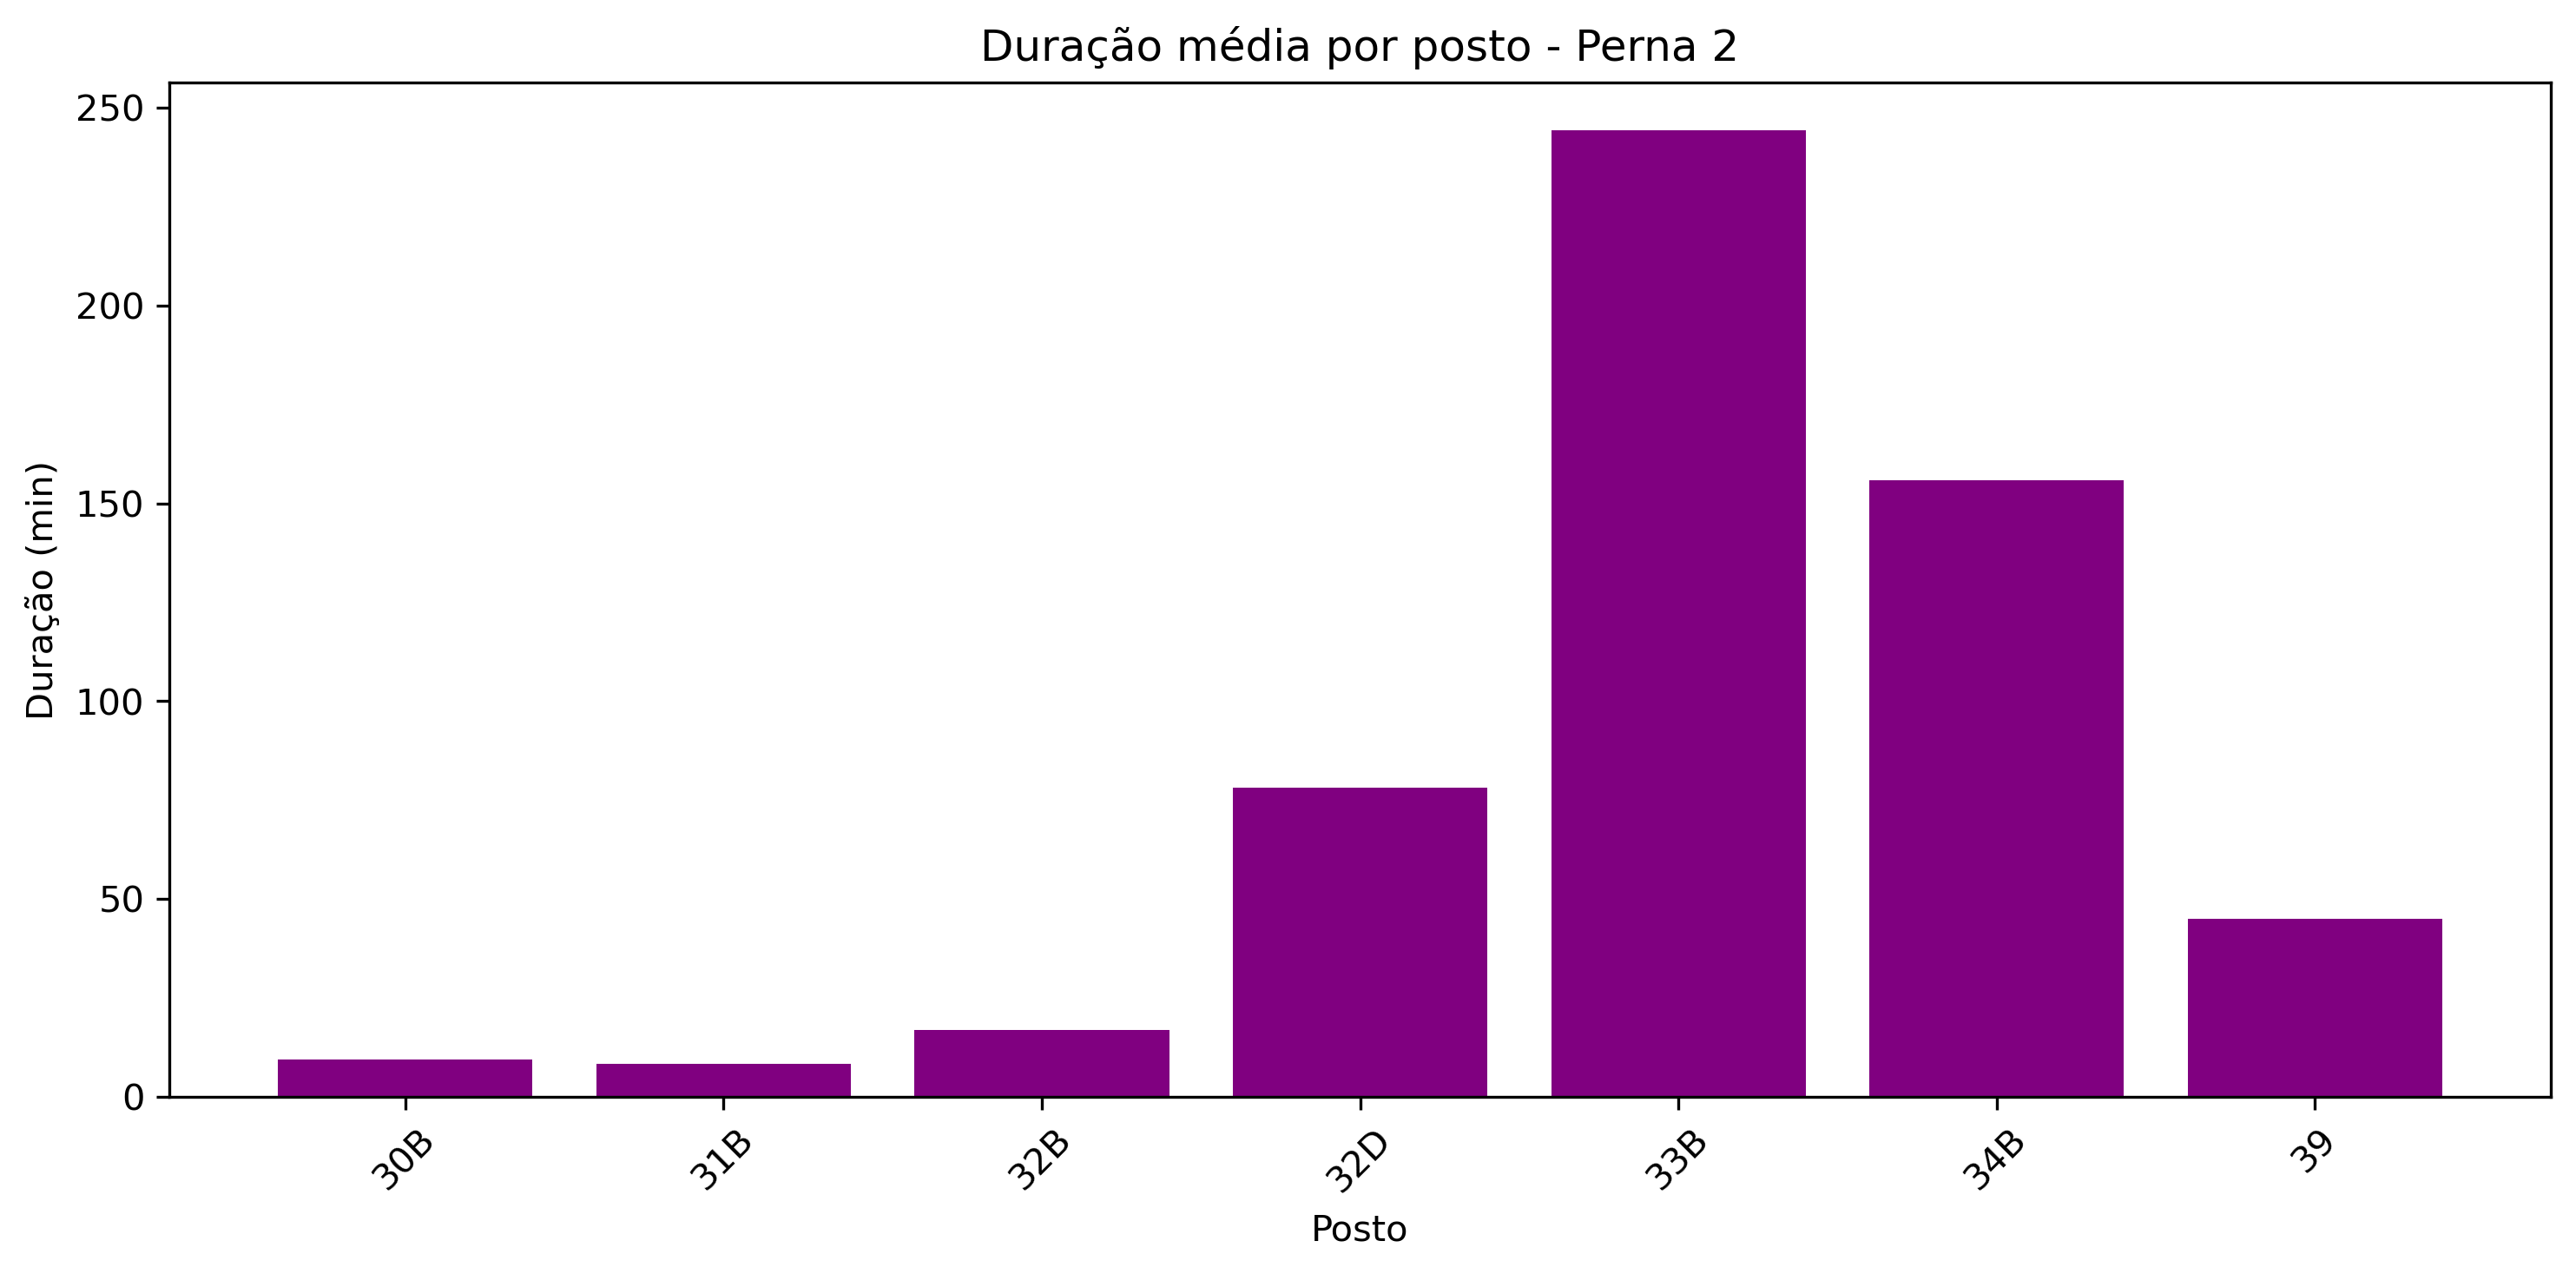 Duração média por posto - Perna 2
Duração (min)
250
200
150
100
50
0
30B
31B
32B
32D
33B
34B
39
Posto